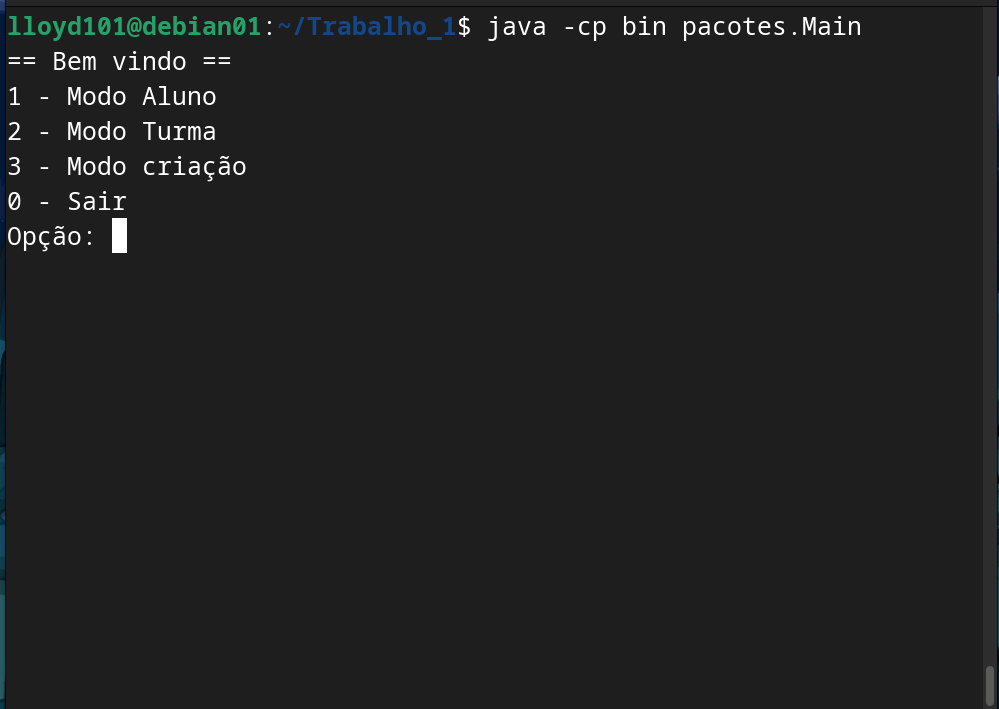 lloyd101@debian01:~/Trabalho_1$ java -cp bin pacotes.Main
== Bem vindo ==
1 - Modo Aluno
2 - Modo Turma
3 - Modo criação
0 - Sair
Opção: